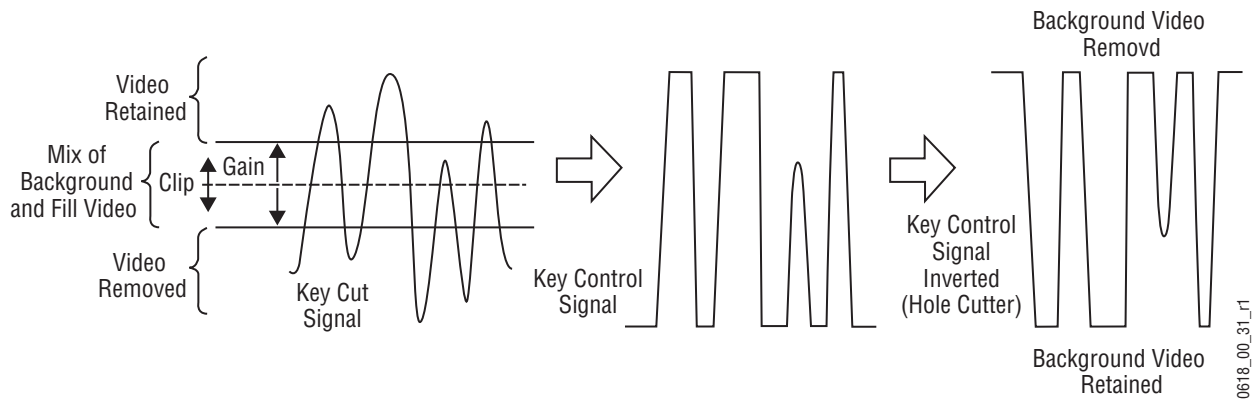 Video
Retained
Mix of
Background
and Fill Video
Clip
Gain
Video
Removed
Key Cut
Signal
Key Control
Signal
Key Control
Signal
Inverted
(Hole Cutter)
Background Video
Removd
Background Video
Retained
0618_00_31_r1